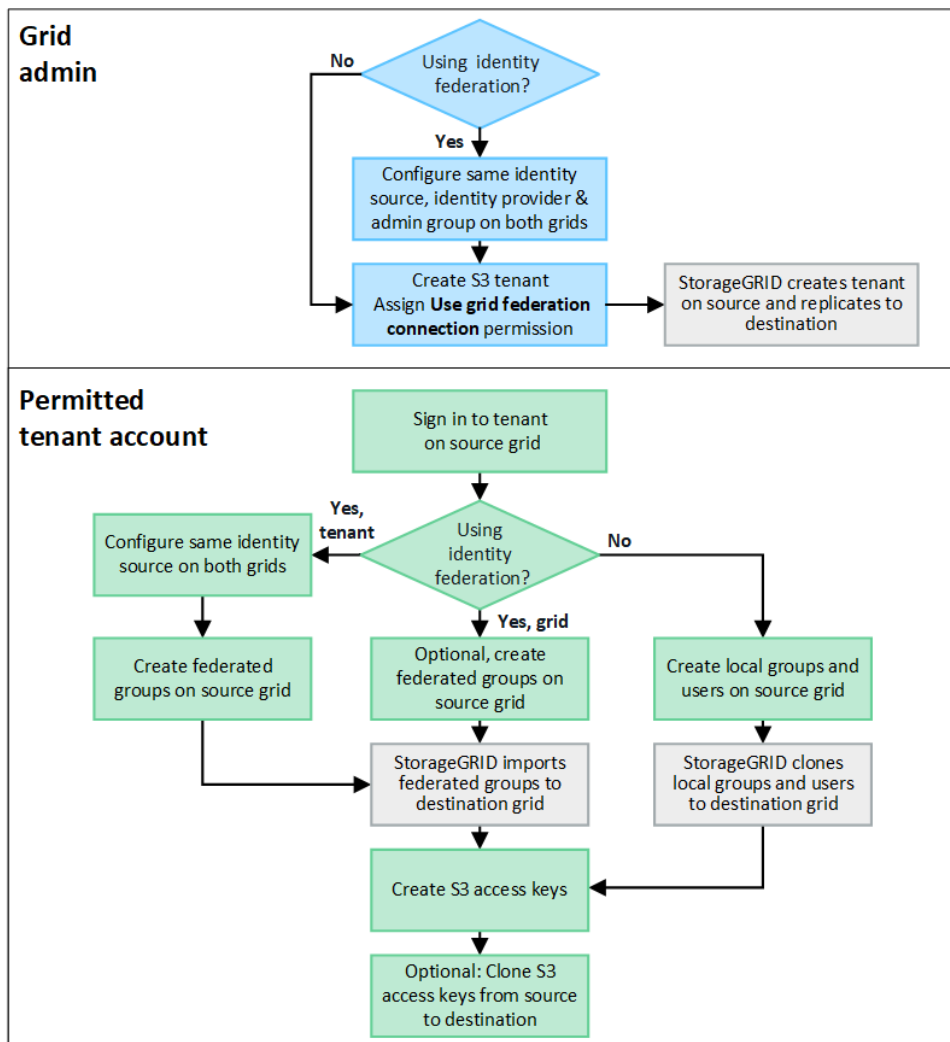 Grid
admin
No
Using identity
federation?
Yes
Configure same identity
source, identity provider &
admin group on both grids
Create S3 tenant
Assign Use grid federation
connection permission
StorageGRID creates tenant
on source and replicates to
destination
Permitted
tenant account
Sign in to tenant
on source grid
Yes,
tenant
Configure same identity
source on both grids
Using
identity
federation?
No
Yes, grid
Create federated
groups on source grid
Optional, create
federated groups on
source grid
Create local groups and
users on source grid
StorageGRID imports
federated groups to
destination grid
StorageGRID clones
local groups and users
to destination grid
Create S3 access keys
Optional: Clone S3
access keys from source
to destination